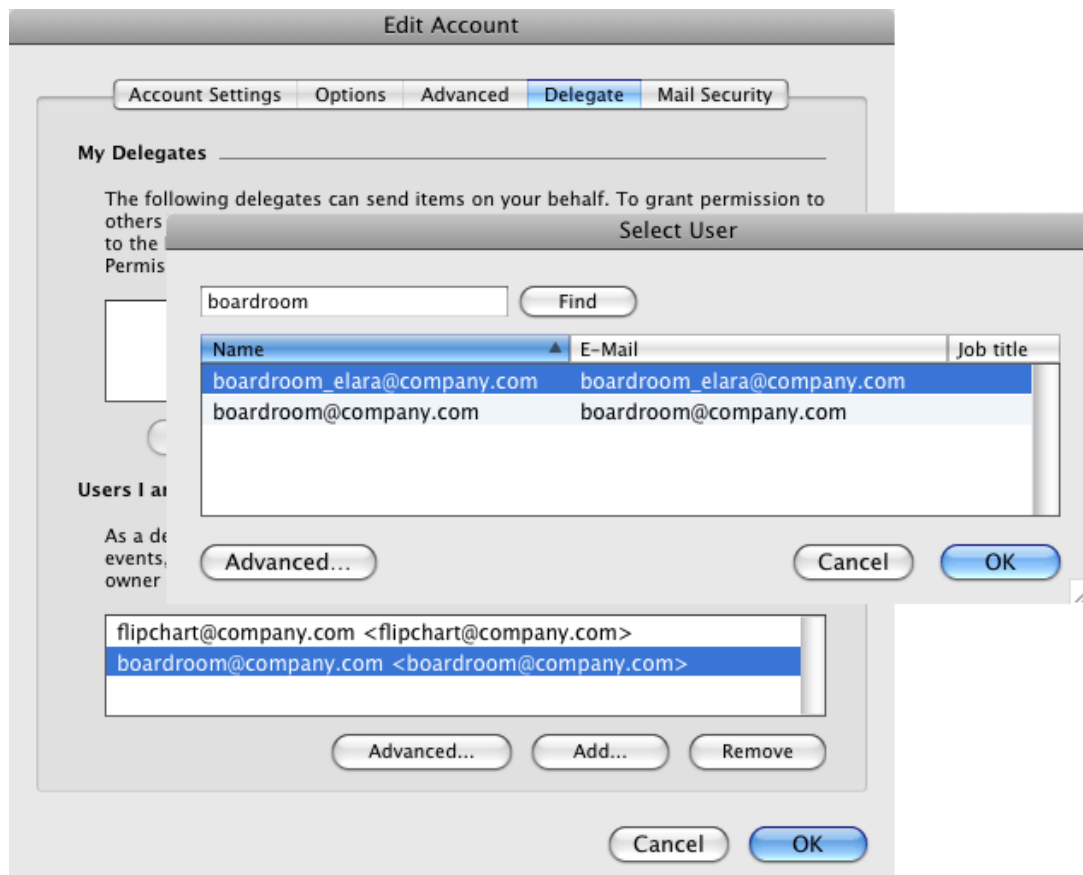 Edit Account
Account Settings Options Advanced Delegate Mail Security
My Delegates
The following delegates can send items on your behalf. To grant permission to
others
to the
Permis
Select User
boardroom Find
Name E-Mail Job title
boardroom_elara@company.com boardroom_elara@company.com
boardroom@company.com boardroom@company.com
Advanced... Cancel OK
Users I ar
As a de
events,
owner
flipchart@company.com <flipchart@company.com>
boardroom@company.com <boardroom@company.com>
Advanced... Add... Remove
Cancel OK